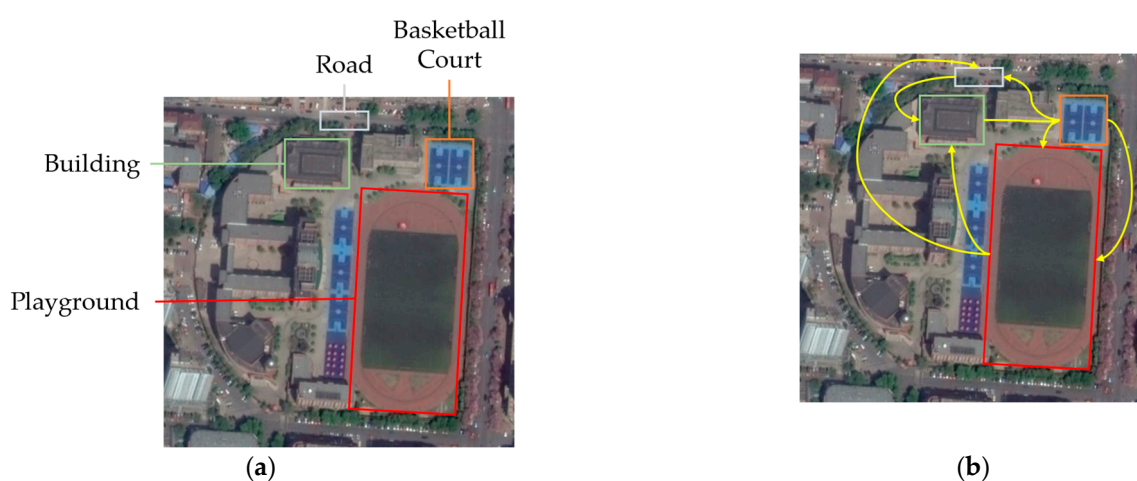 Basketball
Court
Road
Building
Playground
(a)
(b)